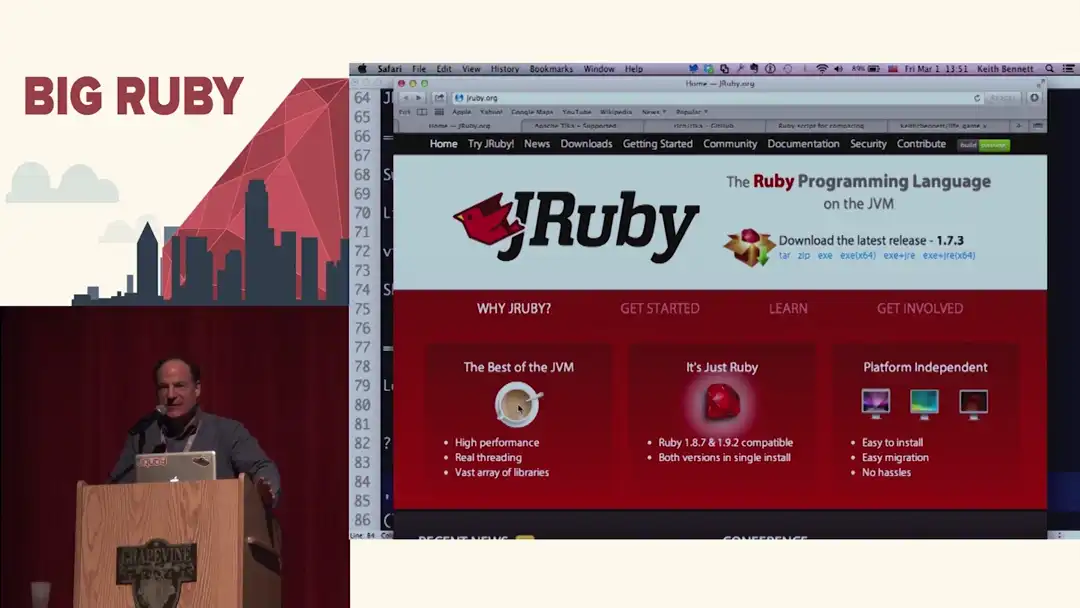 BIG RUBY
Safari File Edit View History Bookmarks Window Help
89% Fri Mar 1 13:51 Keith Bennett
Home — JRuby.org
jruby.org
Apple Yahoo! Google Maps YouTube Wikipedia News Popular
Home — JRuby.org
Apache Tika – Supported
Ruby script for compacting
Home Try JRuby! News Downloads Getting Started Community Documentation Security Contribute build passing
64
65
66
67
68
69
70
71
72
73
74
75
76
77
78
79
80
81
82
83
84
85
86
JRuby
The Ruby Programming Language
on the JVM
Download the latest release - 1.7.3
tar zip exe exe(x64) exe+jre exe+jre(x64)
WHY JRUBY? GET STARTED LEARN GET INVOLVED
The Best of the JVM
High performance
Real threading
Vast array of libraries
It's Just Ruby
Ruby 1.8.7 & 1.9.2 compatible
Both versions in single install
Platform Independent
Easy to install
Easy migration
No hassles
RECENT NEWS
CONFERENCE
GRAPEVINE